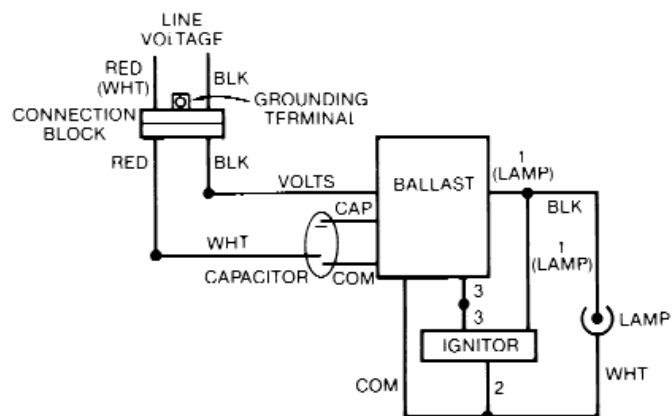 LINE
VOLTAGE
RED
(WHT)
BLK
GROUNDING
TERMINAL
CONNECTION
BLOCK
RED
BLK
VOLTS
BALLAST
1
(LAMP)
BLK
CAP
WHT
CAPACITOR
COM
1
(LAMP)
3
3
LAMP
IGNITOR
COM
2
WHT